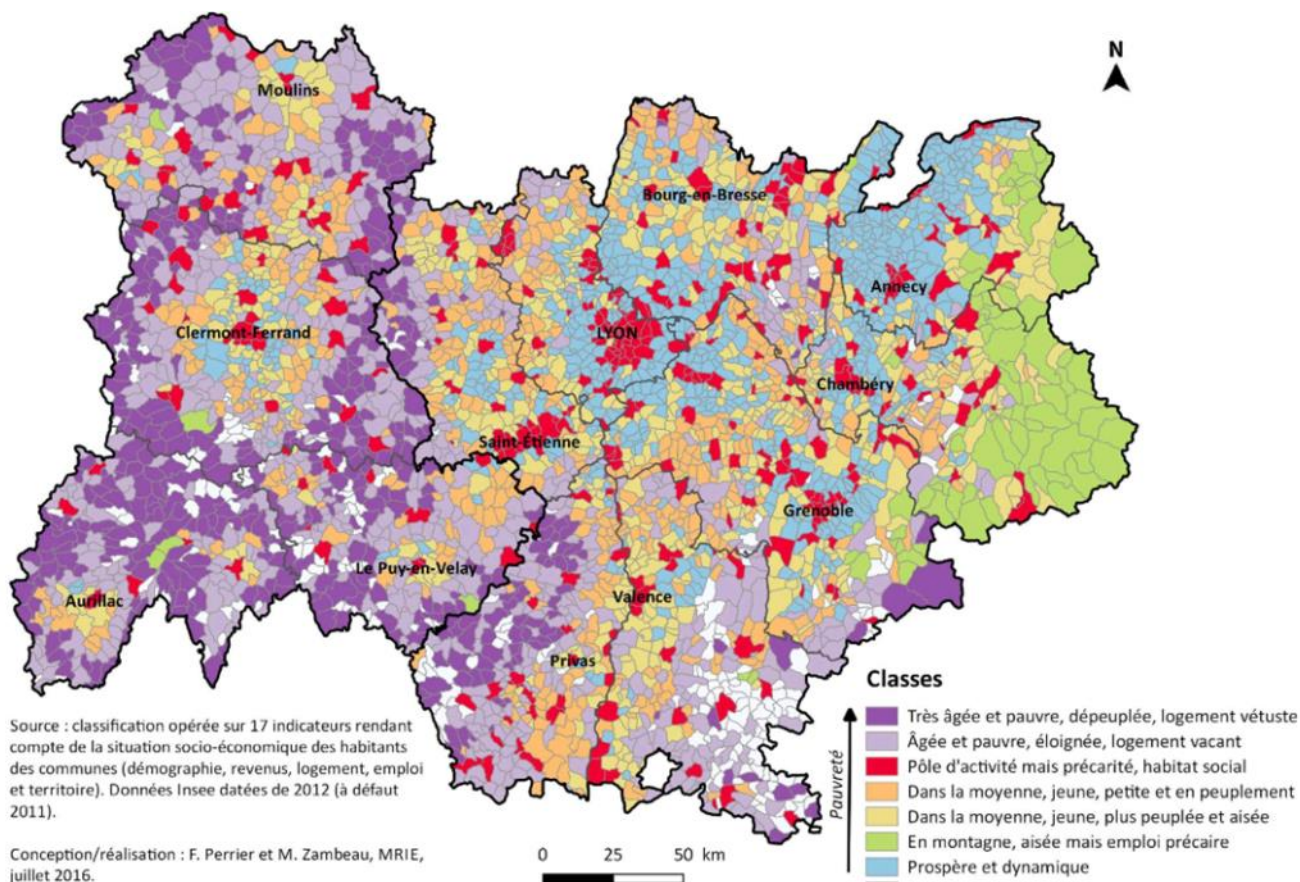 N
Moulins
Bourg-en-Bresse
Annecy
Clermont-Ferrand
LYON
Chambéry
Saint-Étienne
Grenoble
Le Puy-en-Velay
Aurillac
Valence
Privas
Classes
Pauvreté
Très âgée et pauvre, dépeuplée, logement vétuste
Âgée et pauvre, éloignée, logement vacant
Pôle d'activité mais précarité, habitat social
Dans la moyenne, jeune, petite et en peuplement
Dans la moyenne, jeune, plus peuplée et aisée
En montagne, aisée mais emploi précaire
Prospère et dynamique
Source : classification opérée sur 17 indicateurs rendant
compte de la situation socio-économique des habitants
des communes (démographie, revenus, logement, emploi
et territoire). Données Insee datées de 2012 (à défaut
2011).
Conception/réalisation : F. Perrier et M. Zambeau, MRIE,
juillet 2016.
0 25 50 km